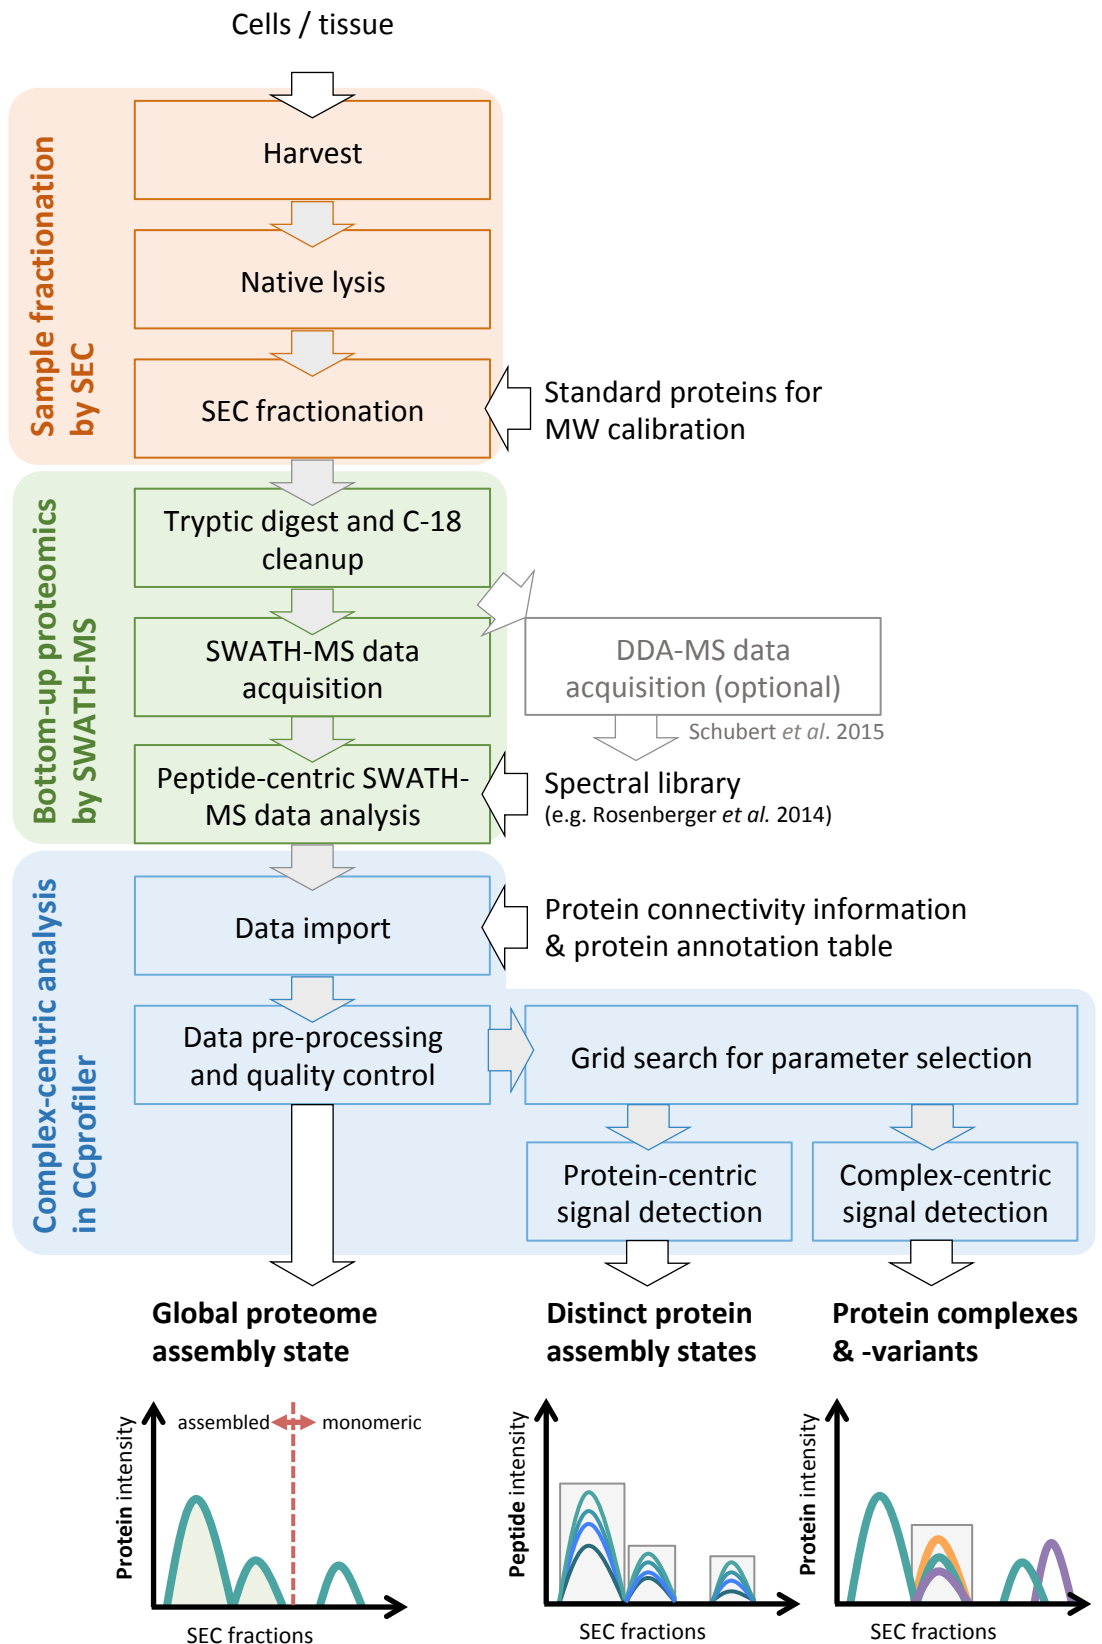 Cells / tissue
Sample fractionation
by SEC
Harvest
Native lysis
SEC fractionation
Standard proteins for
MW calibration
Bottom-up proteomics
by SWATH-MS
Tryptic digest and C-18
cleanup
SWATH-MS data
acquisition
DDA-MS data
acquisition (optional)
Schubert et al. 2015
Peptide-centric SWATH-
MS data analysis
Spectral library
(e.g. Rosenberger et al. 2014)
Complex-centric analysis
in CCprofiler
Data import
Protein connectivity information
& protein annotation table
Data pre-processing
and quality control
Grid search for parameter selection
Protein-centric
signal detection
Complex-centric
signal detection
Global proteome
assembly state
Distinct protein
assembly states
Protein complexes
& -variants
Protein intensity
assembled
monomeric
SEC fractions
Peptide intensity
SEC fractions
Protein intensity
SEC fractions